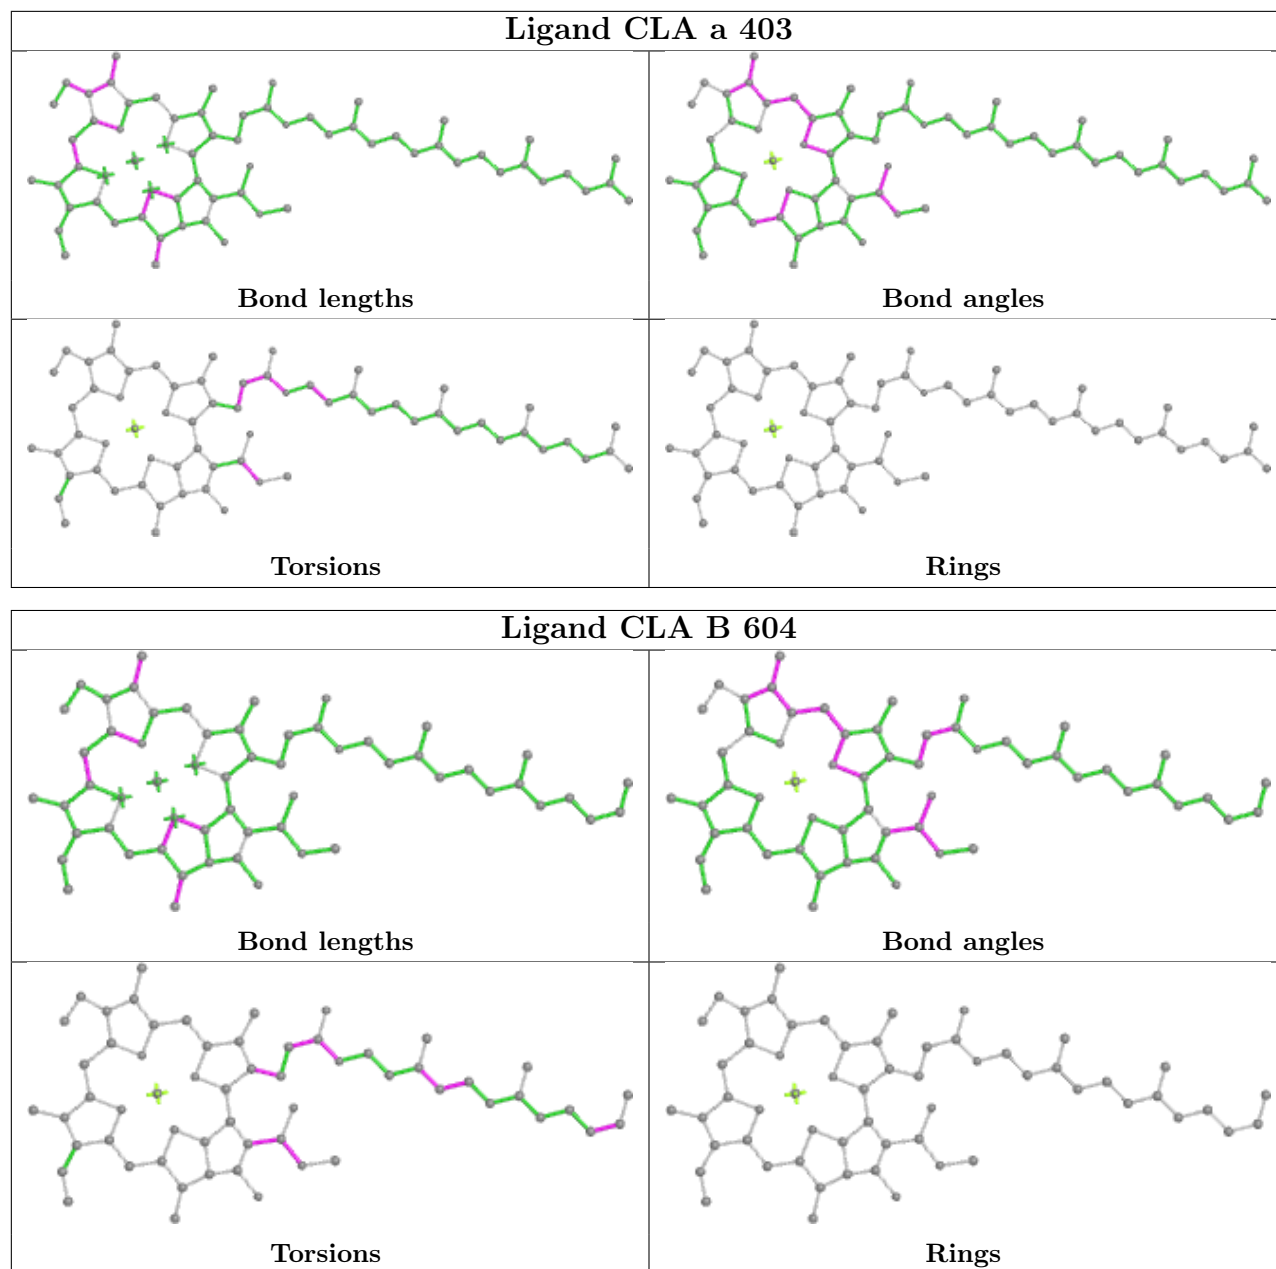 Ligand CLA a 403
Bond lengths
Bond angles
Torsions
Rings
Ligand CLA B 604
Bond lengths
Bond angles
Torsions
Rings